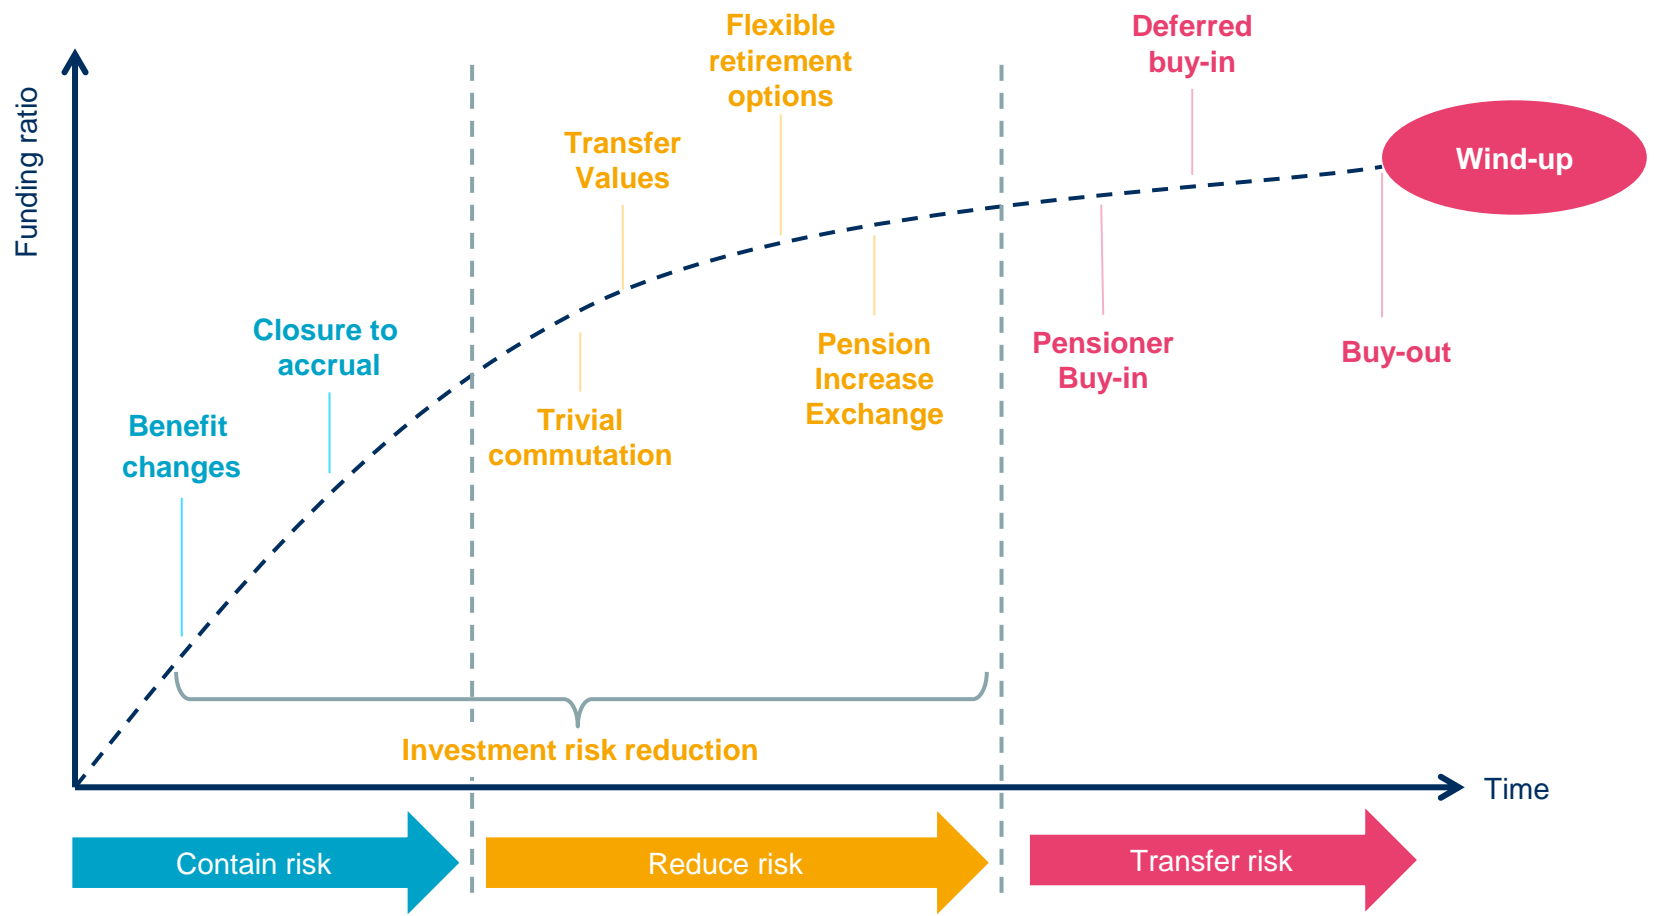 Flexible
retirement
options
Deferred
buy-in
Funding ratio
Transfer
Values
Wind-up
Closure to
accrual
Pension
Increase
Exchange
Pensioner
Buy-in
Buy-out
Benefit
changes
Trivial
commutation
Investment risk reduction
Time
Contain risk
Reduce risk
Transfer risk